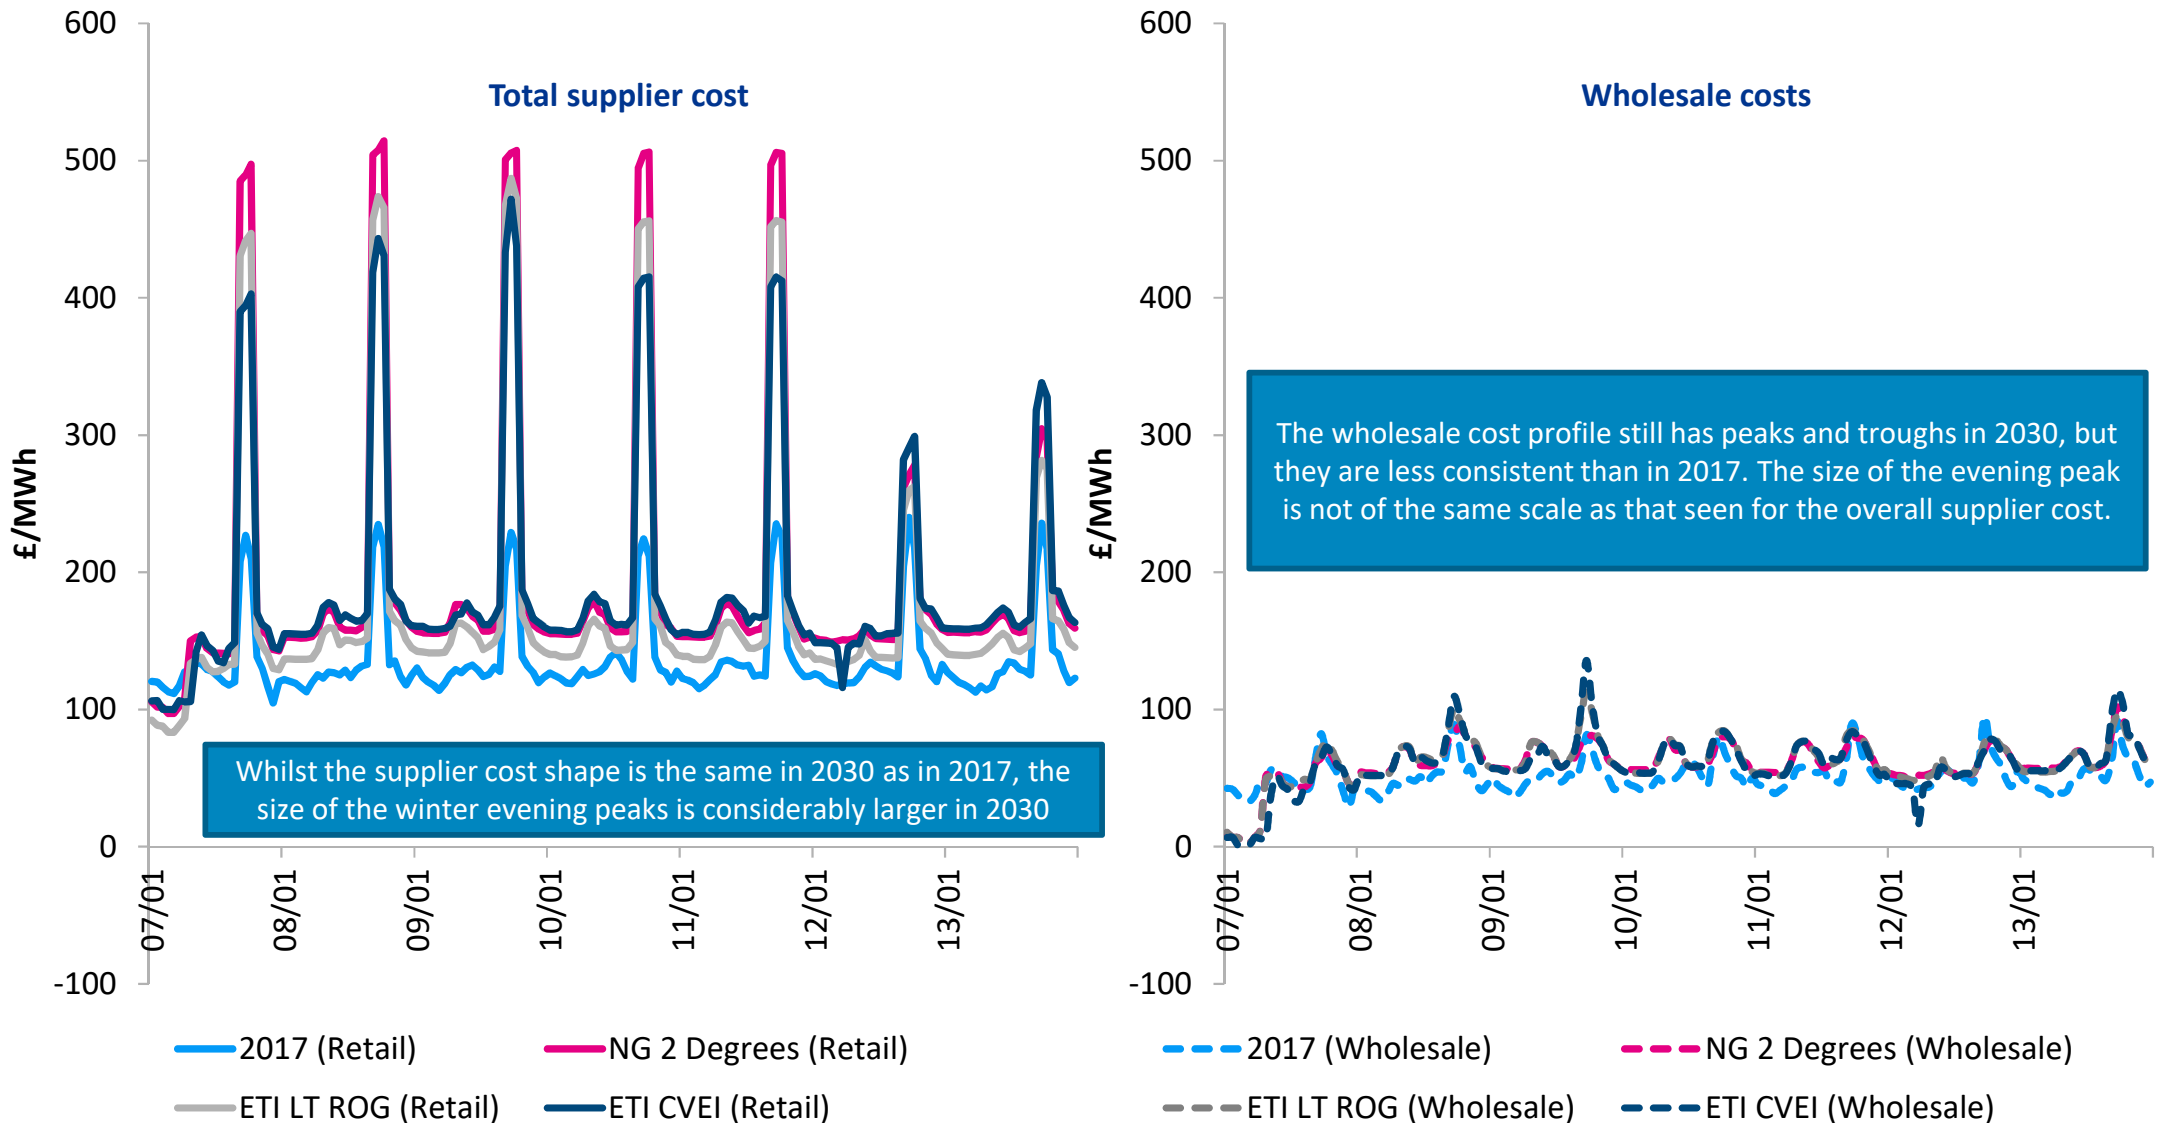 Total supplier cost
600
500
400
300
200
100
0
-100
£/MWh
07/01
08/01
09/01
10/01
11/01
12/01
13/01
Whilst the supplier cost shape is the same in 2030 as in 2017, the
size of the winter evening peaks is considerably larger in 2030
2017 (Retail)
NG 2 Degrees (Retail)
ETI LT ROG (Retail)
ETI CVEI (Retail)
Wholesale costs
600
500
400
300
200
100
0
-100
£/MWh
07/01
08/01
09/01
10/01
11/01
12/01
13/01
The wholesale cost profile still has peaks and troughs in 2030, but
they are less consistent than in 2017. The size of the evening peak
is not of the same scale as that seen for the overall supplier cost.
2017 (Wholesale)
NG 2 Degrees (Wholesale)
ETI LT ROG (Wholesale)
ETI CVEI (Wholesale)